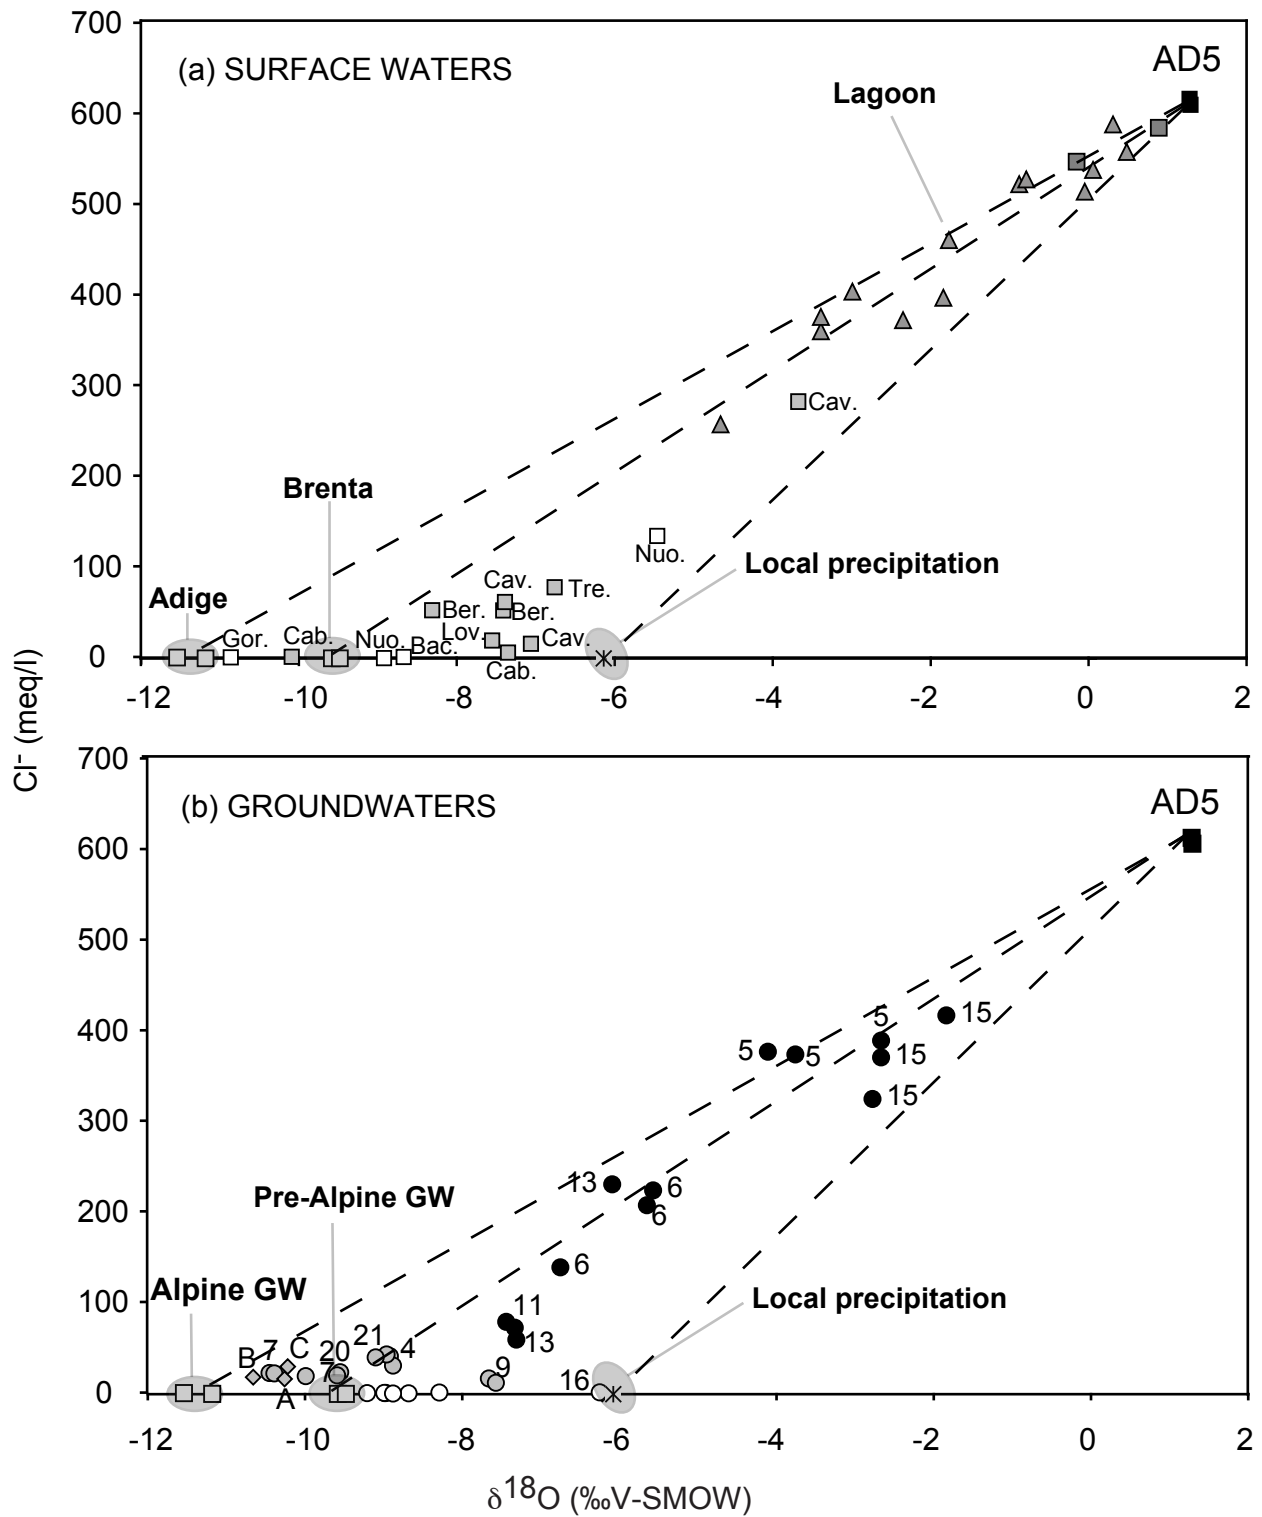 700
(a) SURFACE WATERS
AD5
Lagoon
600
500
400
300
Cav.
200
Brenta
100
Nuo.
Local precipitation
Cav.
Tre.
Adige
Ber.
Ber.
Gor.
Cab.
Nuo.
Bac.
Lov.
Cav.
Cab.
0
-12
-10
-8
-6
-4
-2
0
2
Cl⁻ (meq/l)
700
(b) GROUNDWATERS
AD5
600
500
400
5
15
5
5
15
300
15
13
6
200
6
Pre-Alpine GW
6
Alpine GW
100
11
Local precipitation
13
B
7
C
20
21
4
7
9
16
A
0
-12
-10
-8
-6
-4
-2
0
2
δ¹⁸O (‰V-SMOW)